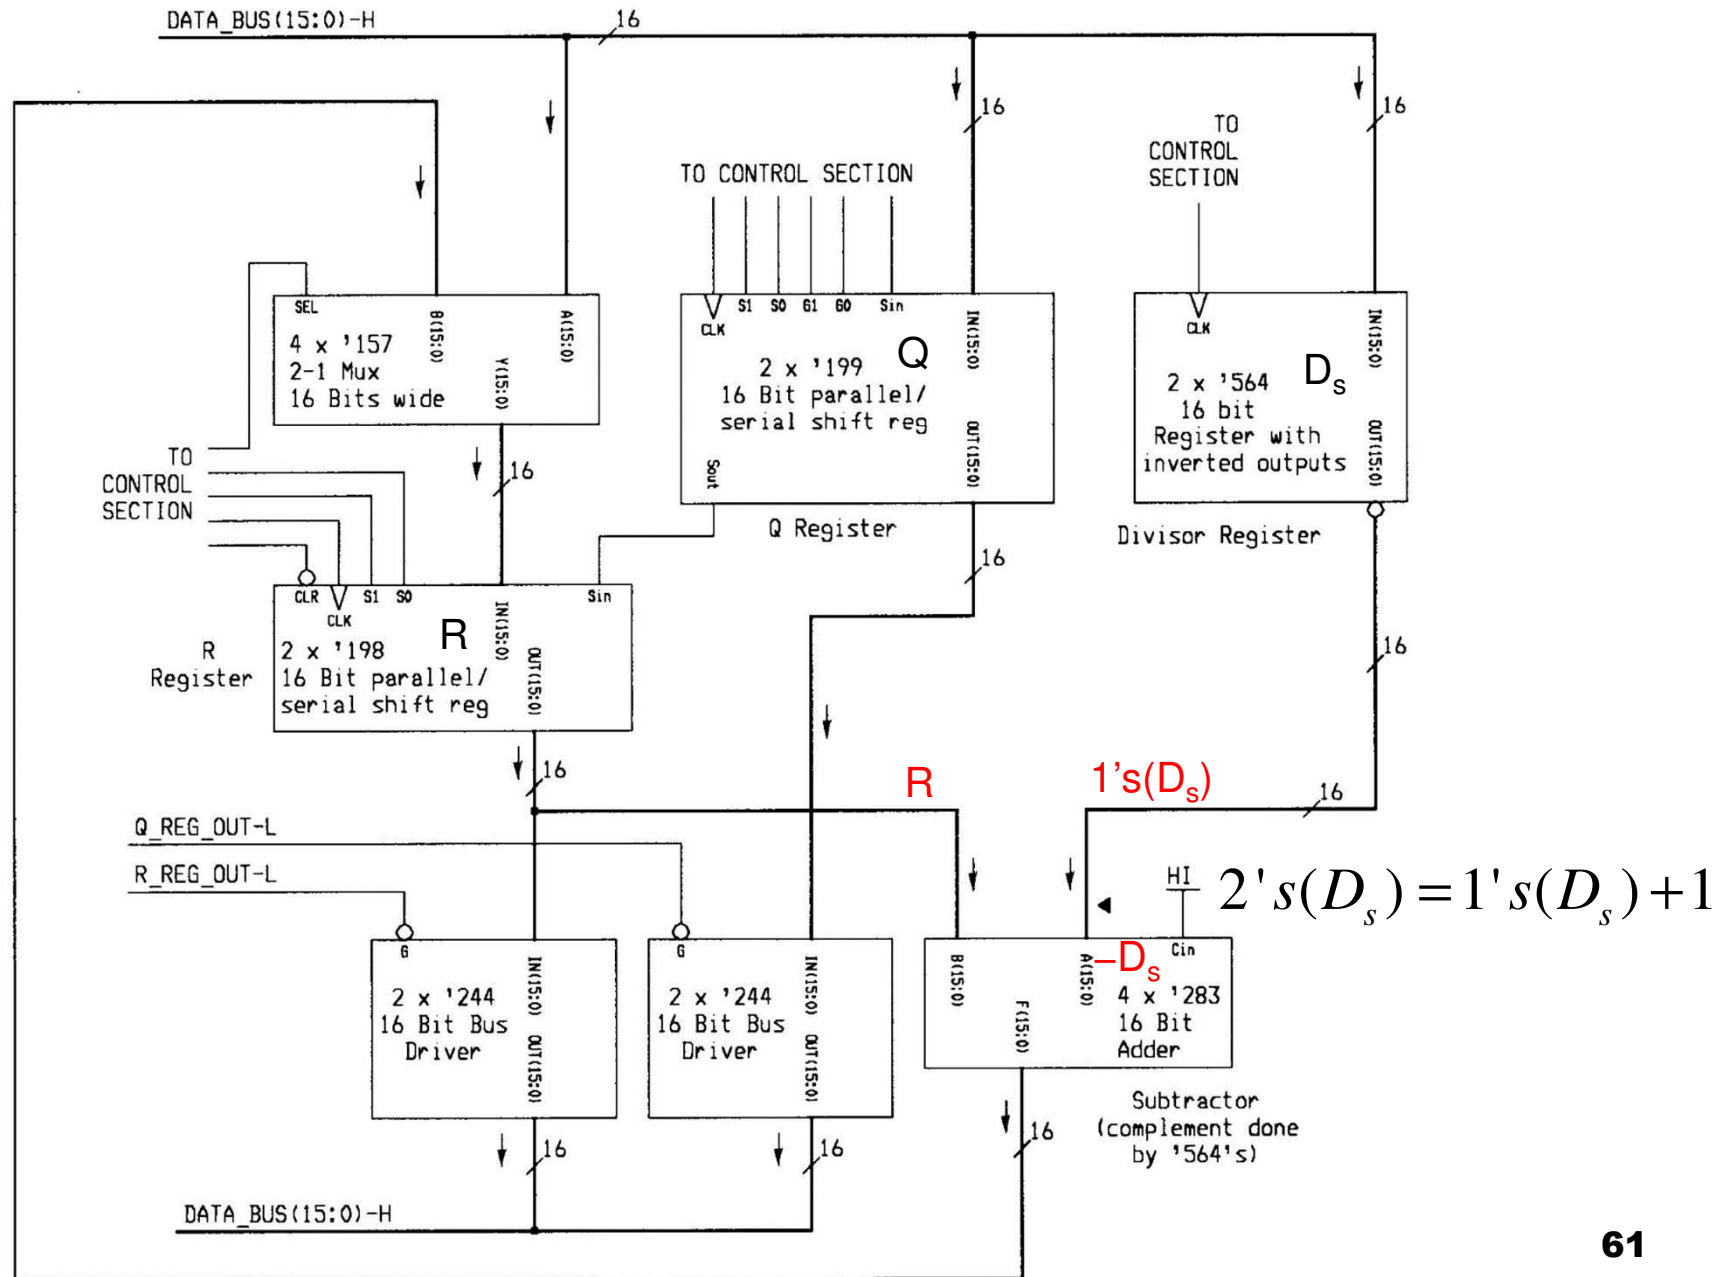 DATA_BUS(15:0)-H
16
16
16
TO
CONTROL
SECTION
TO CONTROL SECTION
SEL
B(15:0)
A(15:0)
4 x '157
2-1 Mux
16 Bits wide
Y(15:0)
CLK
S1
S0
G1
G0
Sin
IN(15:0)
Q
2 x '199
16 Bit parallel/
serial shift reg
Sout
OUT(15:0)
Q Register
CLK
IN(15:0)
Ds
2 x '564
16 bit
Register with
inverted outputs
OUT(15:0)
Divisor Register
TO
CONTROL
SECTION
16
16
16
CLR
CLK
S1
S0
IN(15:0)
Sin
R
Register
R
2 x '198
16 Bit parallel/
serial shift reg
OUT(15:0)
16
R
1's(Ds)
16
Q_REG_OUT-L
R_REG_OUT-L
HI
2's(Ds)=1's(Ds)+1
G
IN(15:0)
2 x '244
16 Bit Bus
Driver
OUT(15:0)
G
IN(15:0)
2 x '244
16 Bit Bus
Driver
OUT(15:0)
B(15:0)
A(15:0)
–Ds
Cin
4 x '283
16 Bit
Adder
F(15:0)
Subtractor
(complement done
by '564's)
16
16
16
DATA_BUS(15:0)-H
61